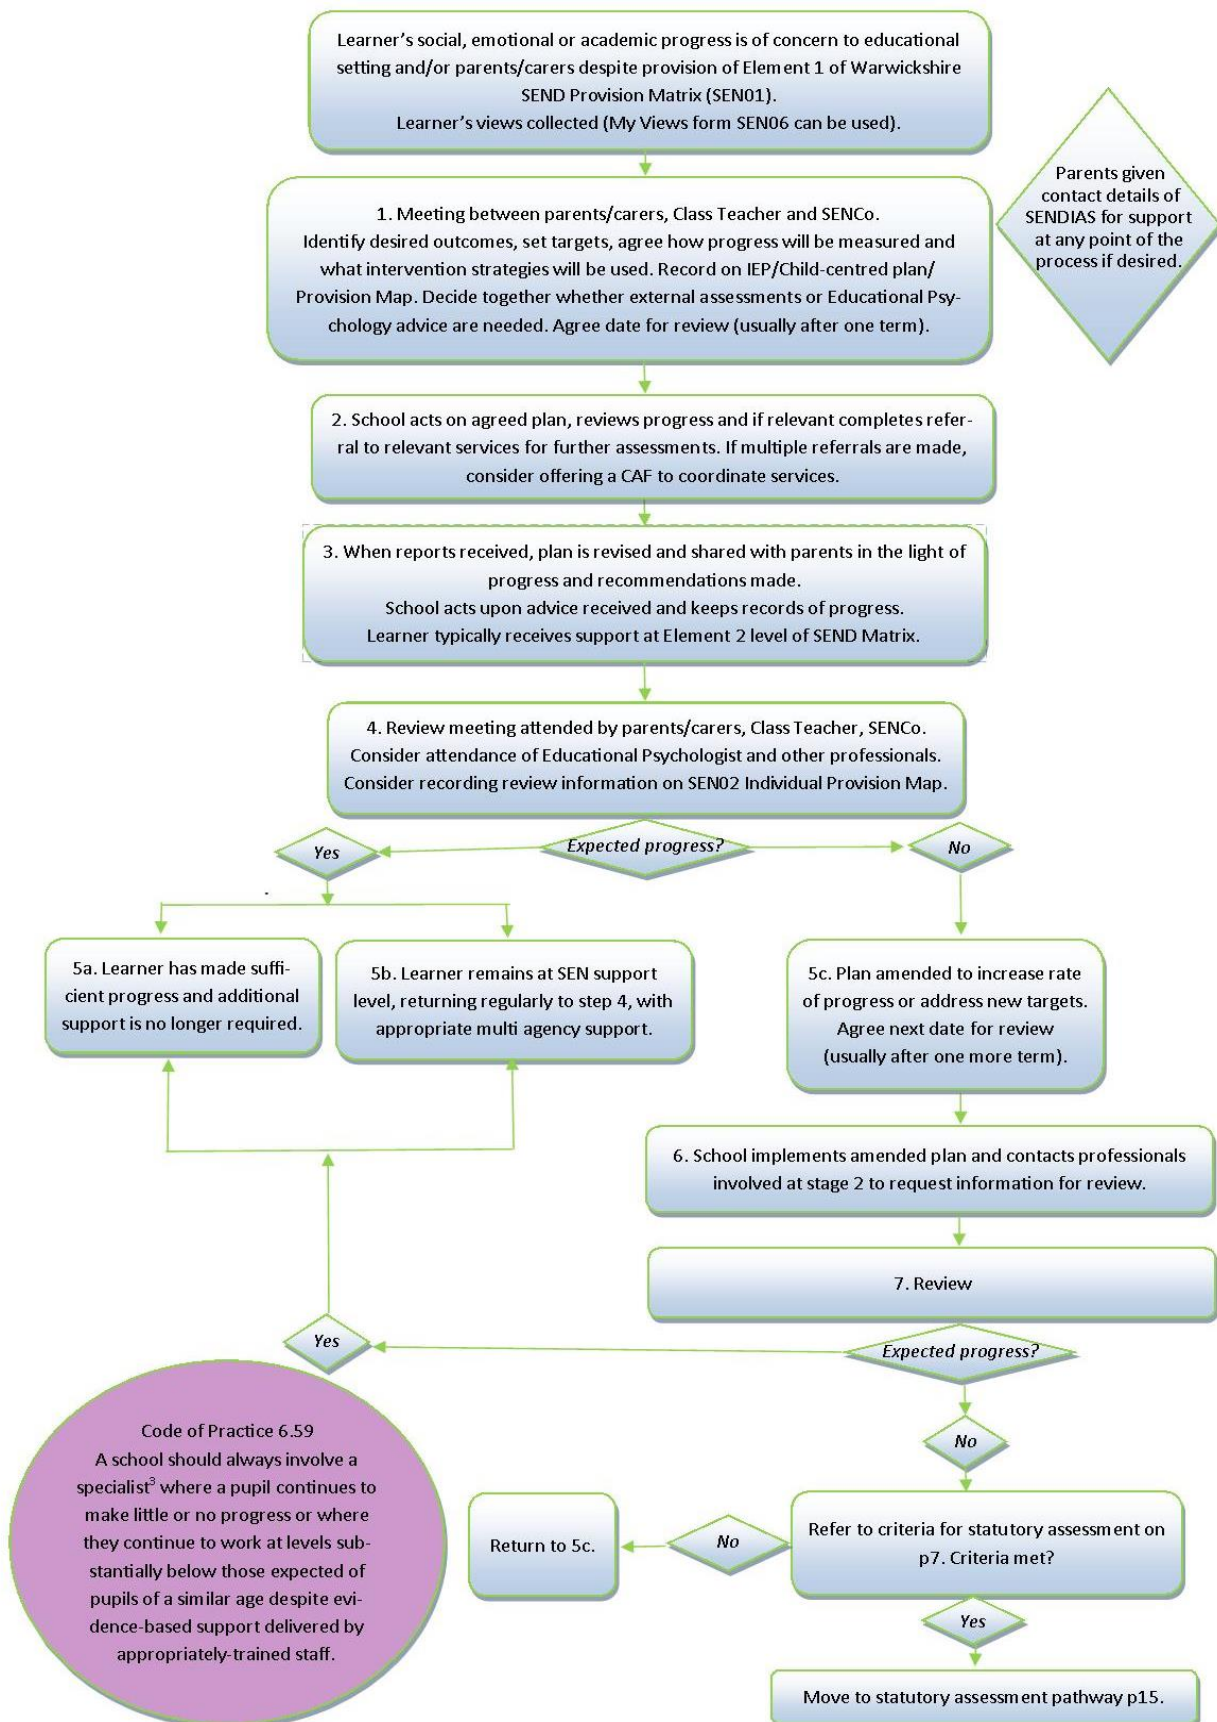 Learner's social, emotional or academic progress is of concern to educational
setting and/or parents/carers despite provision of Element 1 of Warwickshire
SEND Provision Matrix (SEN01).
Learner's views collected (My Views form SEN06 can be used).
Parents given
contact details of
SENDIAS for support
at any point of the
process if desired.
1. Meeting between parents/carers, Class Teacher and SENCo.
Identify desired outcomes, set targets, agree how progress will be measured and
what intervention strategies will be used. Record on IEP/Child-centred plan/
Provision Map. Decide together whether external assessments or Educational Psy-
chology advice are needed. Agree date for review (usually after one term).
2. School acts on agreed plan, reviews progress and if relevant completes refer-
ral to relevant services for further assessments. If multiple referrals are made,
consider offering a CAF to coordinate services.
3. When reports received, plan is revised and shared with parents in the light of
progress and recommendations made.
School acts upon advice received and keeps records of progress.
Learner typically receives support at Element 2 level of SEND Matrix.
4. Review meeting attended by parents/carers, Class Teacher, SENCo.
Consider attendance of Educational Psychologist and other professionals.
Consider recording review information on SEN02 Individual Provision Map.
Yes
Expected progress?
No
5a. Learner has made suffi-
cient progress and additional
support is no longer required.
5b. Learner remains at SEN support
level, returning regularly to step 4, with
appropriate multi agency support.
5c. Plan amended to increase rate
of progress or address new targets.
Agree next date for review
(usually after one more term).
6. School implements amended plan and contacts professionals
involved at stage 2 to request information for review.
7. Review
Yes
Expected progress?
No
Code of Practice 6.59
A school should always involve a
specialist³ where a pupil continues to
make little or no progress or where
they continue to work at levels sub-
stantially below those expected of
pupils of a similar age despite evi-
dence-based support delivered by
appropriately-trained staff.
Return to 5c.
No
Refer to criteria for statutory assessment on
p7. Criteria met?
Yes
Move to statutory assessment pathway p15.